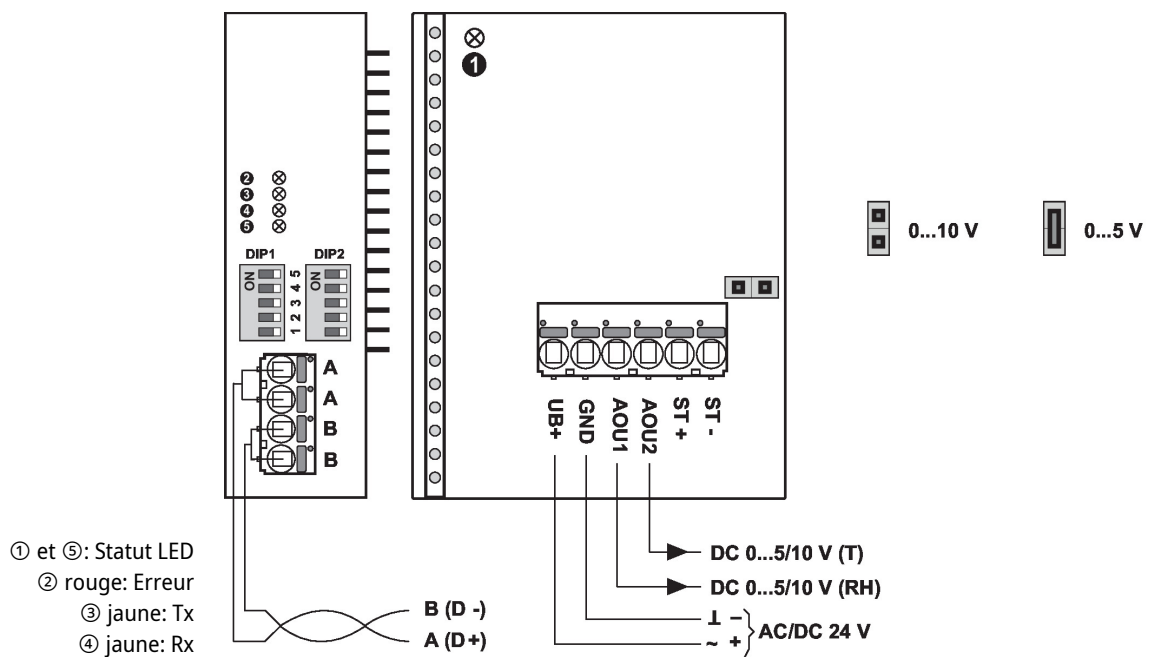 ❶
❷
❸
❹
❺
DIP1 DIP2
ON ON
1 2 3 4 5
A
A
B
B
0...10 V
0...5 V
UB+
GND
AOU1
AOU2
ST +
ST -
① et ⑤: Statut LED
② rouge: Erreur
③ jaune: Tx
④ jaune: Rx
B (D -)
A (D+)
DC 0...5/10 V (T)
DC 0...5/10 V (RH)
⊥ –
~ +
AC/DC 24 V